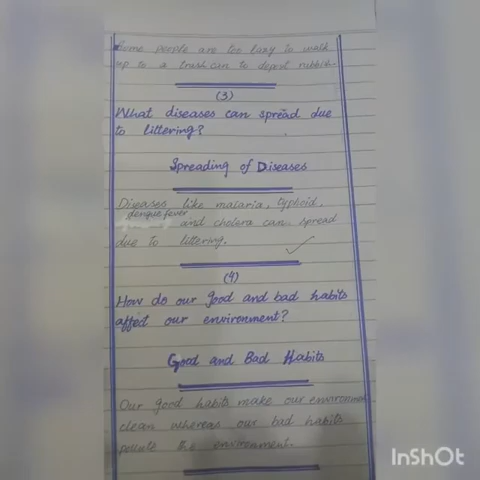 Some people are too lazy to walk
up to a trash can to deposit rubbish.
(3)
What diseases can spread due
to littering?
Spreading of Diseases
Diseases like malaria, typhoid,
dengue fever
and cholera can spread
due to littering.
(4)
How do our good and bad habits
affect our environment?
Good and Bad Habits
Our good habits make our environment
clean whereas our bad habits
pollute the environment.
InShOt